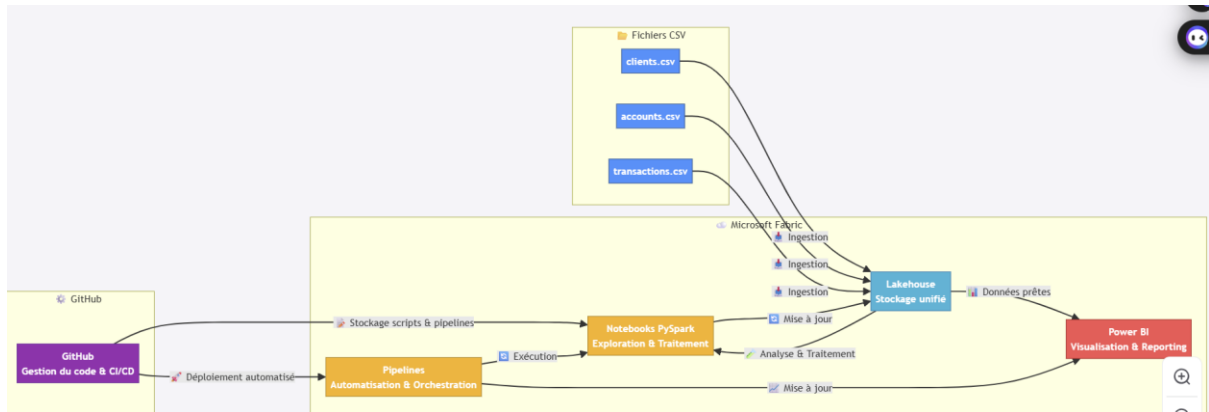 Fichiers CSV
clients.csv
accounts.csv
transactions.csv
Microsoft Fabric
Ingestion
Ingestion
Ingestion
Lakehouse
Stockage unifié
Données prêtes
GitHub
Stockage scripts & pipelines
Notebooks PySpark
Exploration & Traitement
Mise à jour
Power BI
Visualisation & Reporting
GitHub
Gestion du code & CI/CD
Déploiement automatisé
Pipelines
Automatisation & Orchestration
Exécution
Analyse & Traitement
Mise à jour